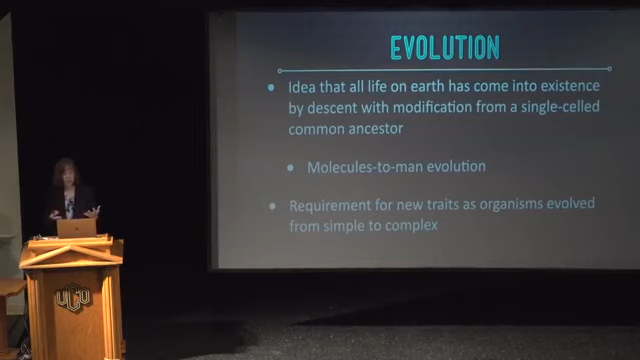 EVOLUTION
• Idea that all life on earth has come into existence
by descent with modification from a single-celled
common ancestor
• Molecules-to-man evolution
• Requirement for new traits as organisms evolved
from simple to complex
UCO